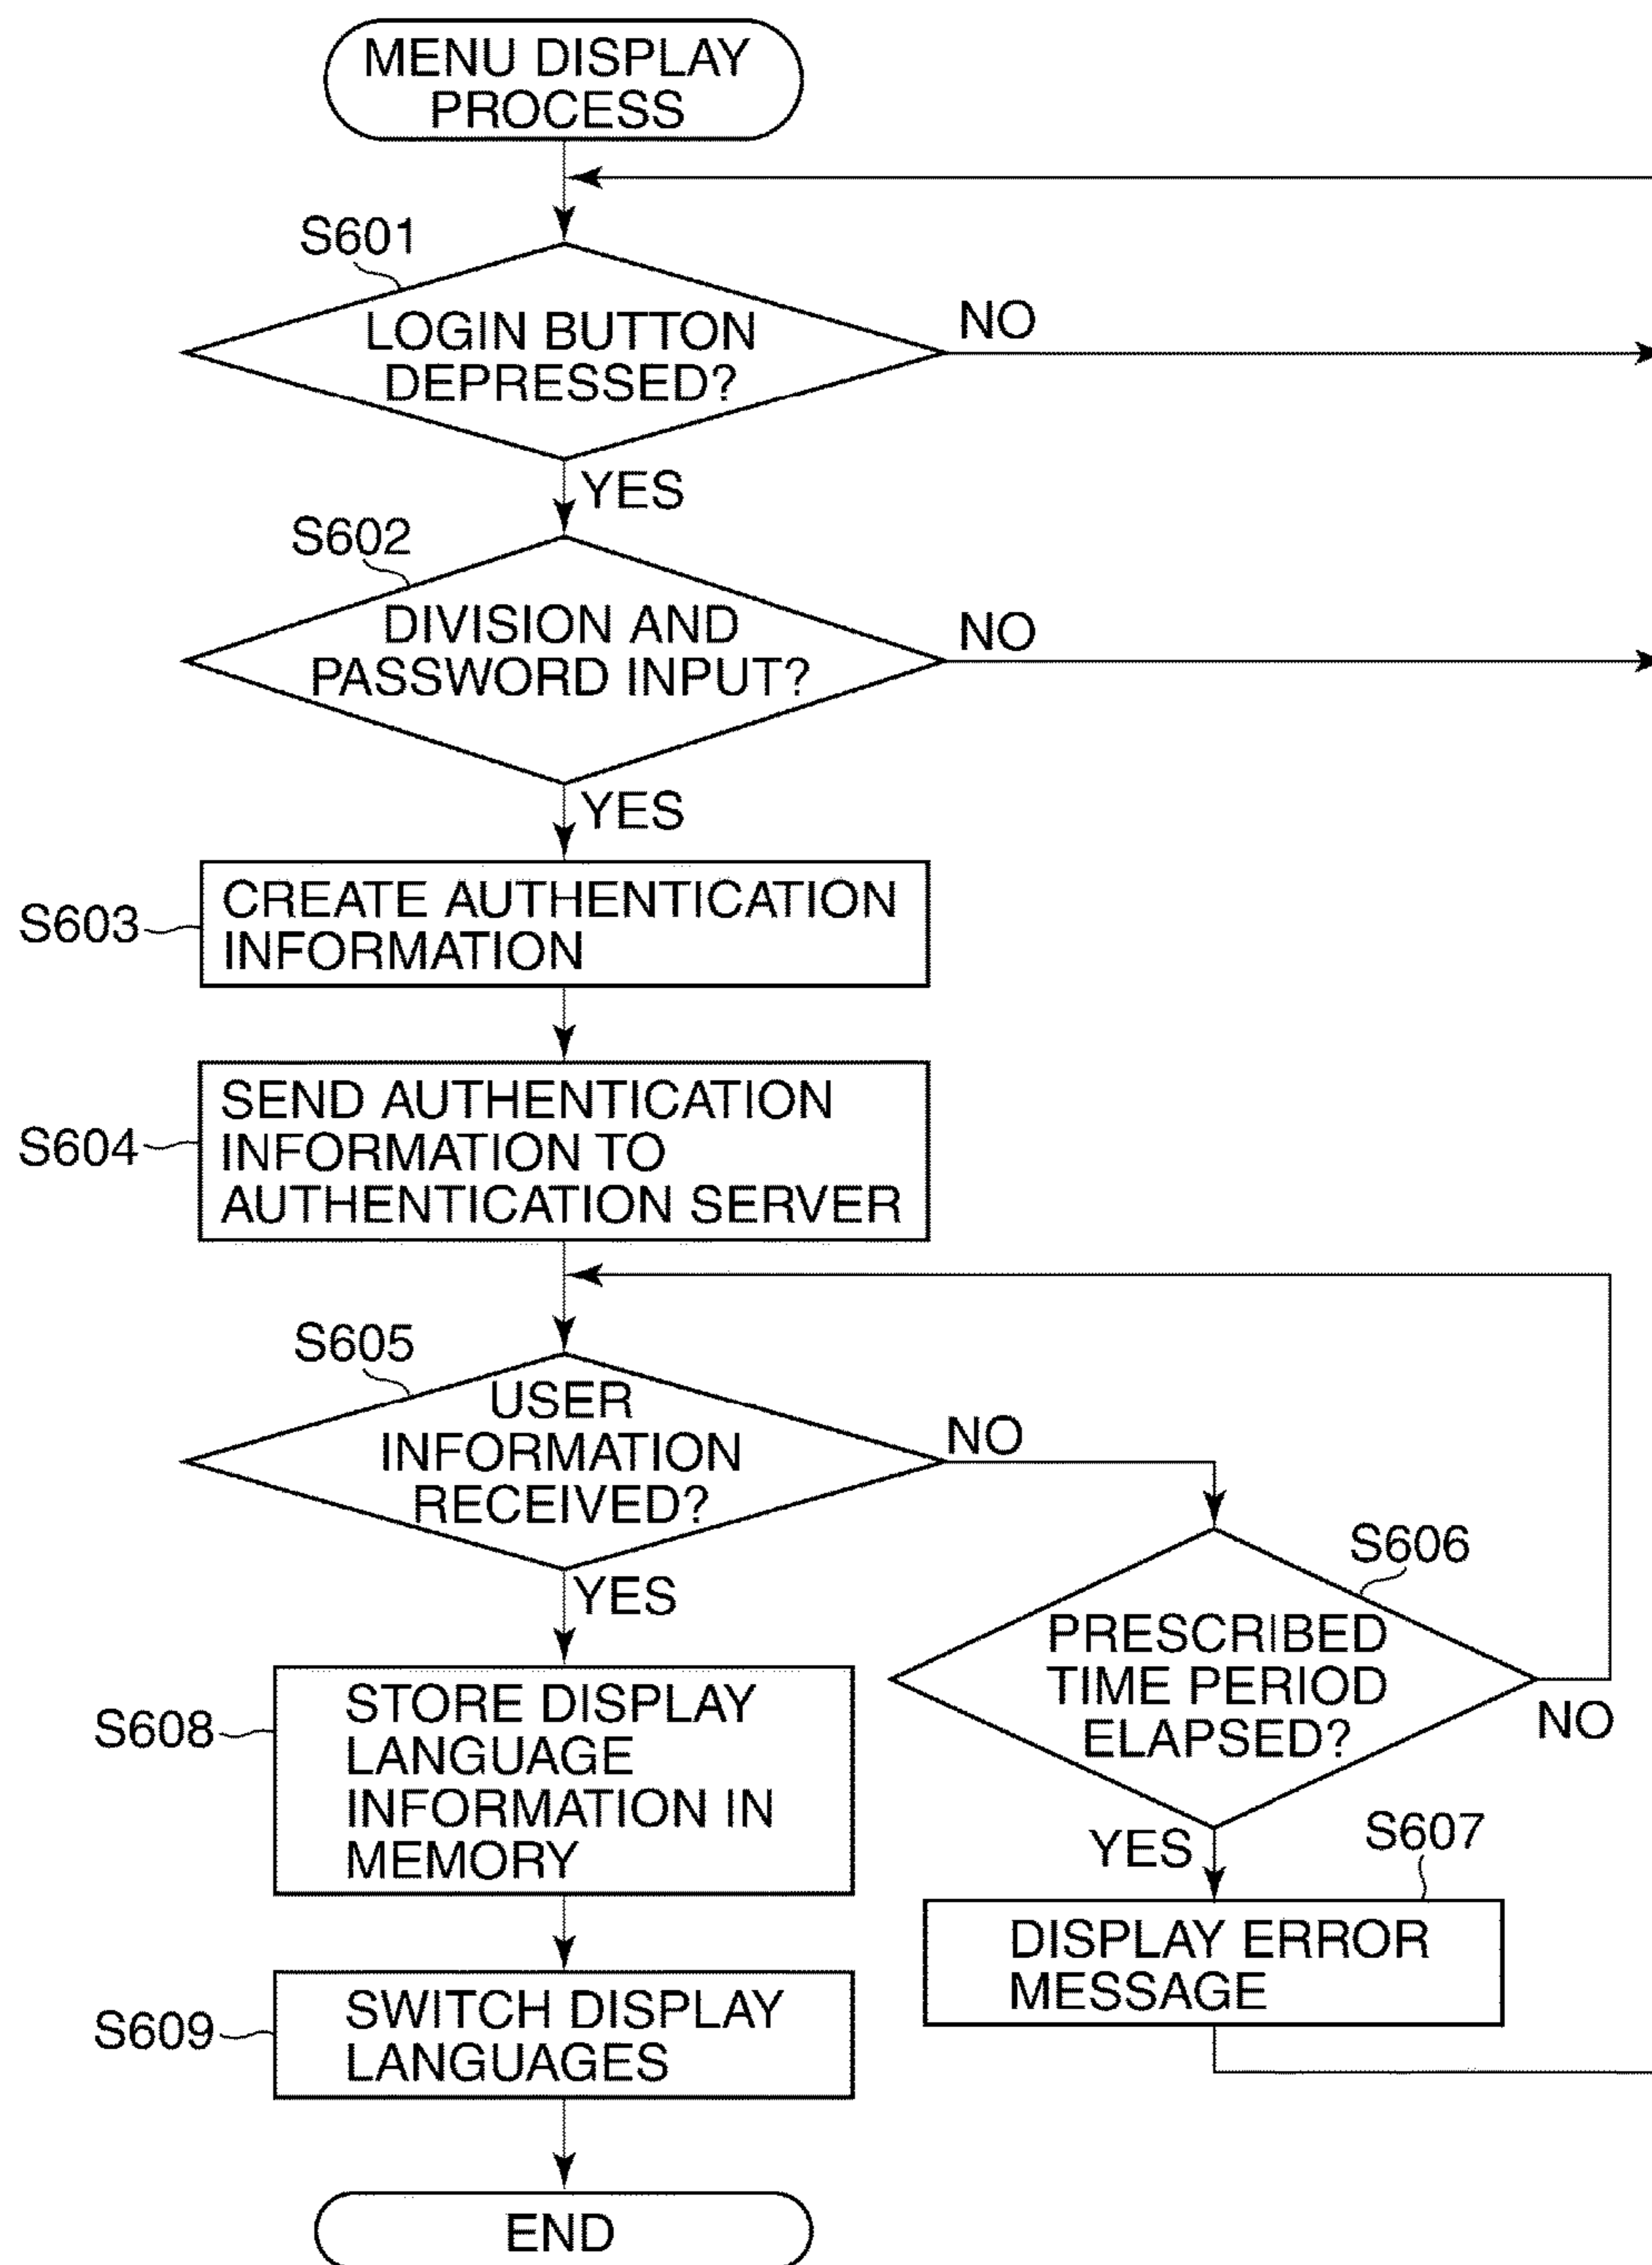 MENU DISPLAY
PROCESS
S601
LOGIN BUTTON
DEPRESSED?
NO
YES
S602
DIVISION AND
PASSWORD INPUT?
NO
YES
S603
CREATE AUTHENTICATION
INFORMATION
S604
SEND AUTHENTICATION
INFORMATION TO
AUTHENTICATION SERVER
S605
USER
INFORMATION
RECEIVED?
NO
YES
S606
PRESCRIBED
TIME PERIOD
ELAPSED?
NO
YES
S607
DISPLAY ERROR
MESSAGE
S608
STORE DISPLAY
LANGUAGE
INFORMATION IN
MEMORY
S609
SWITCH DISPLAY
LANGUAGES
END